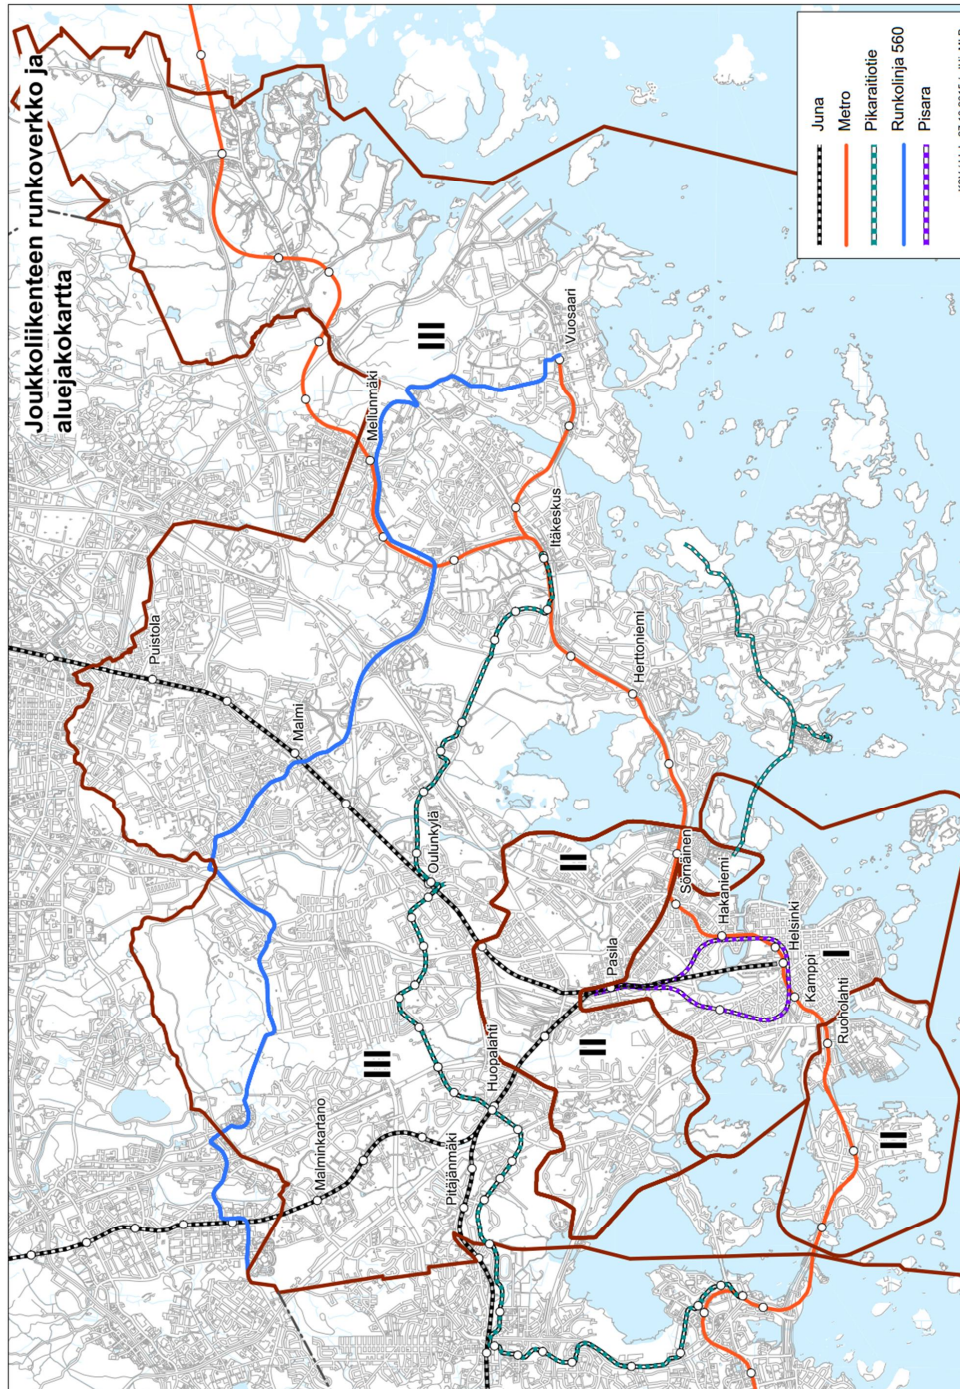 Joukkoliikenteen runkoverkko ja
aluejakokartta
Puistola
Mellunmäki
III
Malmi
Vuosaari
Itäkeskus
Malminkartano
III
Oulunkylä
Herttoniemi
Pitäjänmäki
Huopalahti
II
Sörnäinen
II
Pasila
Hakaniemi
Helsinki
I
Kamppi
Ruoholahti
II
Juna
Metro
Pikaraitiotie
Runkolinja 560
Pisara